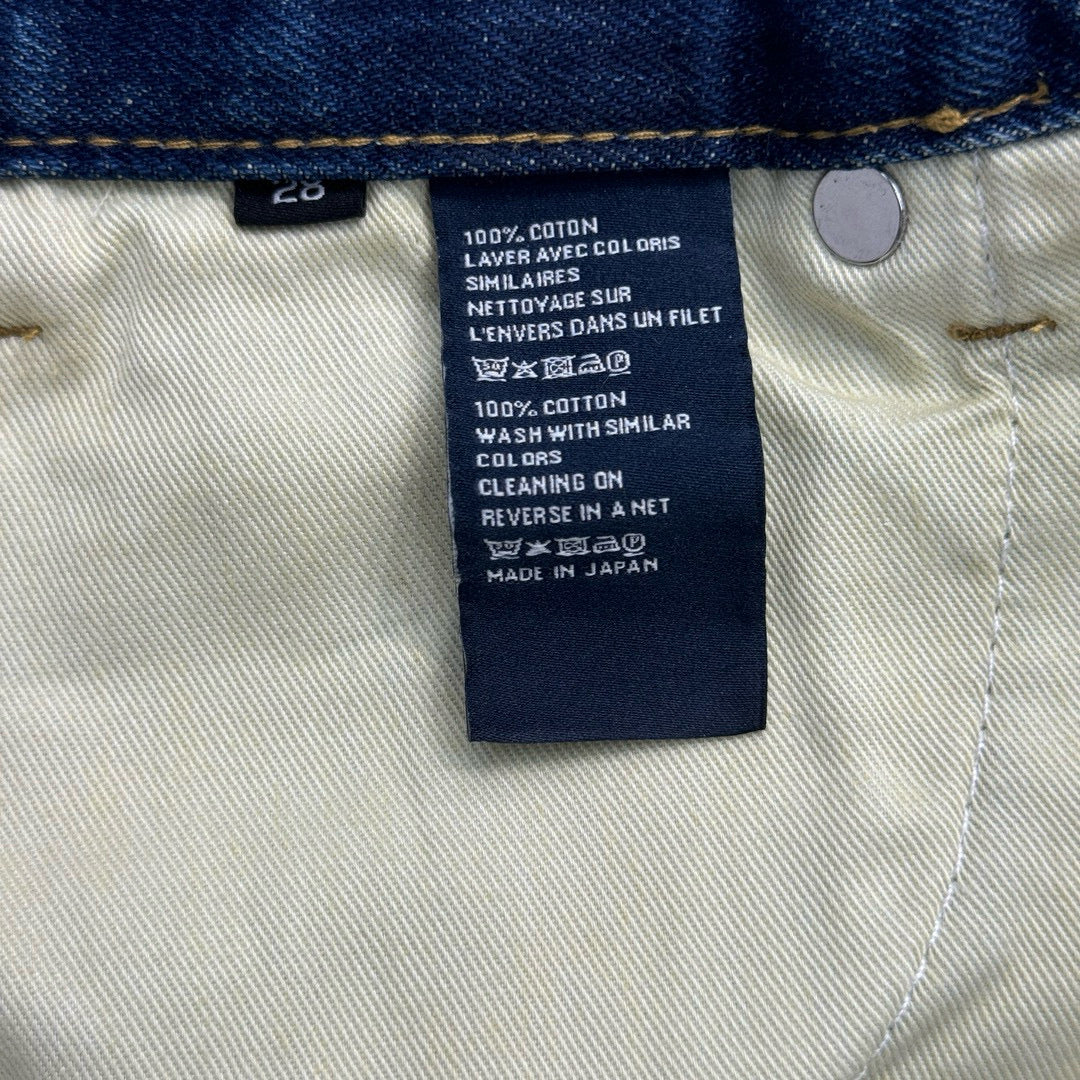 28
100% COTON
LAVER AVEC COLORIS
SIMILAIRES
NETTOYAGE SUR
L'ENVERS DANS UN FILET
100% COTTON
WASH WITH SIMILAR
COLORS
CLEANING ON
REVERSE IN A NET
MADE IN JAPAN